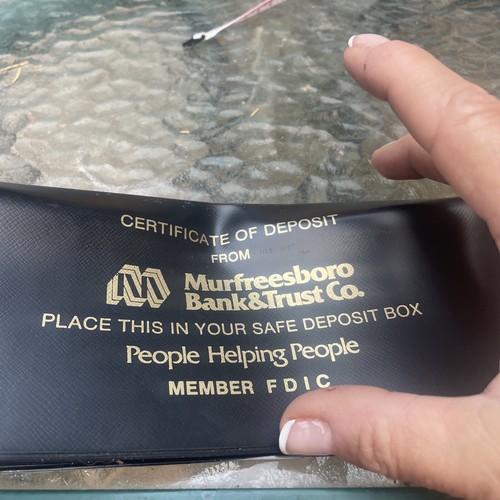 CERTIFICATE OF DEPOSIT
FROM
Murfreesboro
Bank&Trust Co.
PLACE THIS IN YOUR SAFE DEPOSIT BOX
People Helping People
MEMBER FDIC